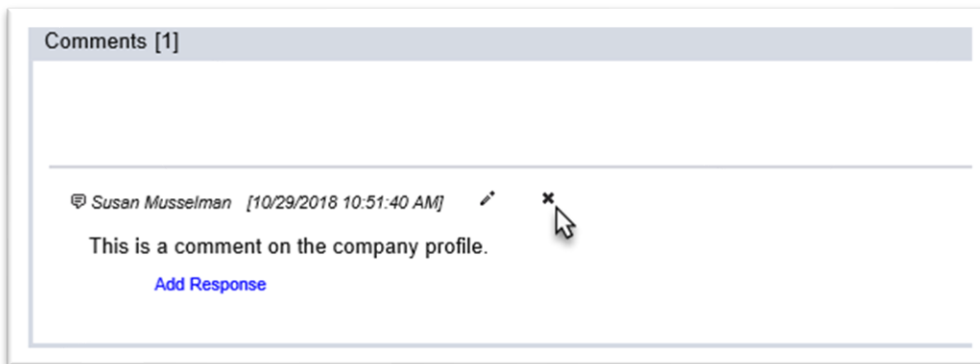 Comments [1]
Susan Musselman [10/29/2018 10:51:40 AM]
This is a comment on the company profile.
Add Response